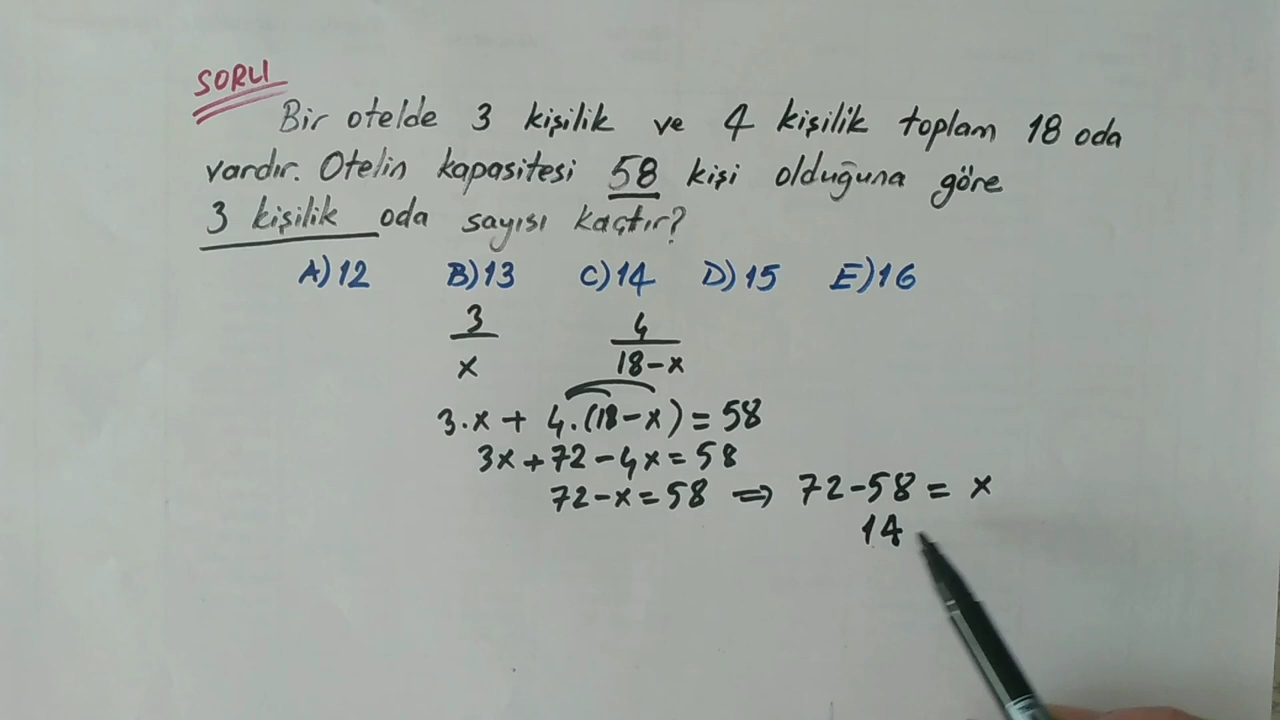 SORU
Bir otelde 3 kişilik ve 4 kişilik toplam 18 oda
vardır. Otelin kapasitesi 58 kişi olduğuna göre
3 kişilik oda sayısı kaçtır?
A) 12 B) 13 C) 14 D) 15 E) 16
3 4
x 18-x
3.x + 4.(18-x) = 58
3x+72-4x=58
72-x=58 ⇒ 72-58 = x
14